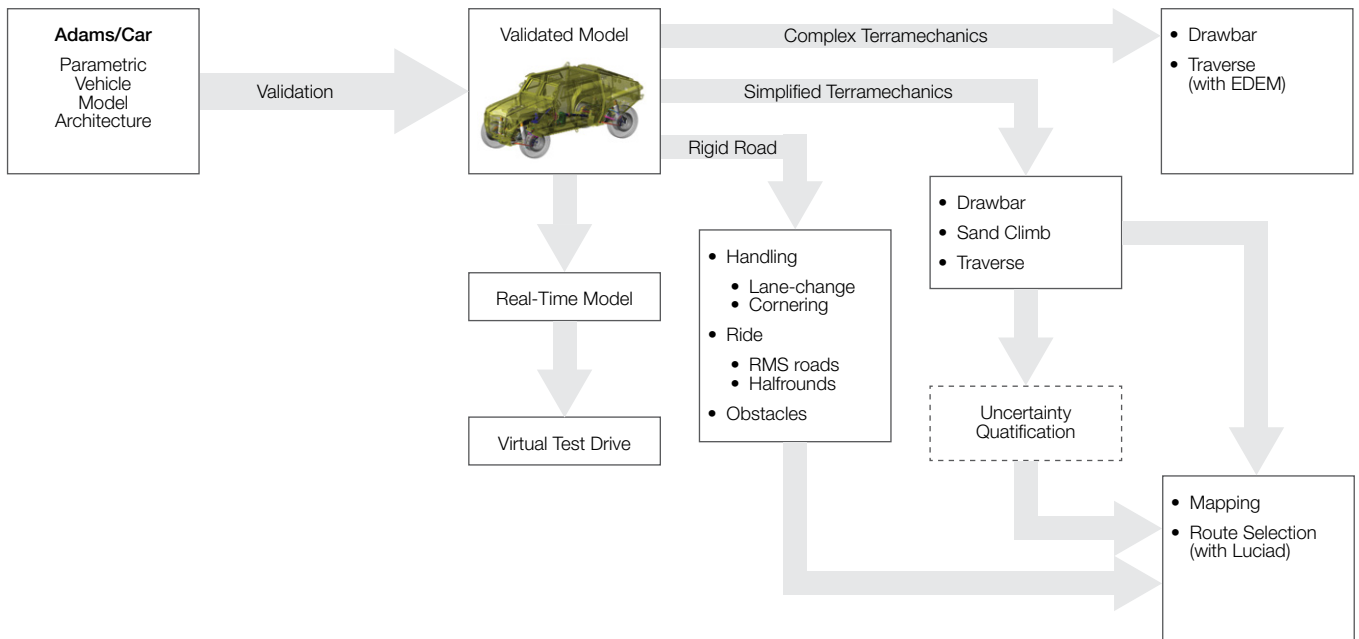 Adams/Car
Parametric
Vehicle
Model
Architecture
Validation
Validated Model
Complex Terramechanics
• Drawbar
• Traverse
(with EDEM)
Simplified Terramechanics
Rigid Road
• Drawbar
• Sand Climb
• Traverse
• Handling
• Lane-change
• Cornering
• Ride
• RMS roads
• Halfrounds
• Obstacles
Real-Time Model
Virtual Test Drive
Uncertainty
Quatification
• Mapping
• Route Selection
(with Luciad)